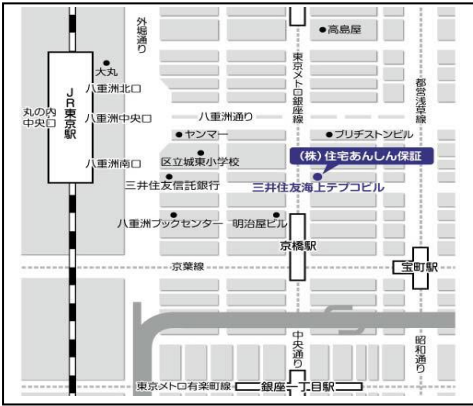 外堀通り
高島屋
大丸
JR東京駅
八重洲北口
東京メトロ銀座線
都営浅草線
丸の内
中央口
八重洲中央口
八重洲通り
ヤンマー
ブリヂストンビル
区立城東小学校
(株)住宅あんしん保証
八重洲南口
三井住友信託銀行
三井住友海上テプコビル
八重洲ブックセンター
明治屋ビル
京橋駅
京葉線
宝町駅
中央通り
昭和通り
東京メトロ有楽町線
銀座一丁目駅